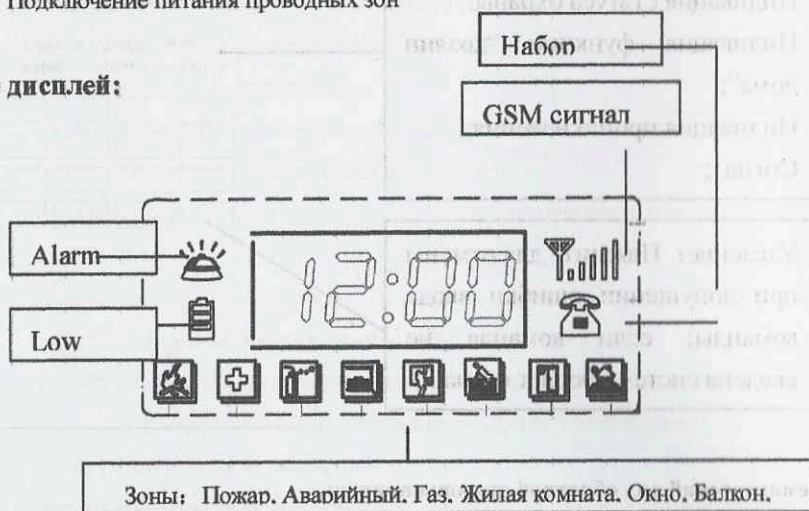 Подключение питания проводных зон
дисплей:
Набор
GSM сигнал
Alarm
12:00
Low
Зоны: Пожар. Аварийный. Газ. Жилая комната. Окно. Балкон.